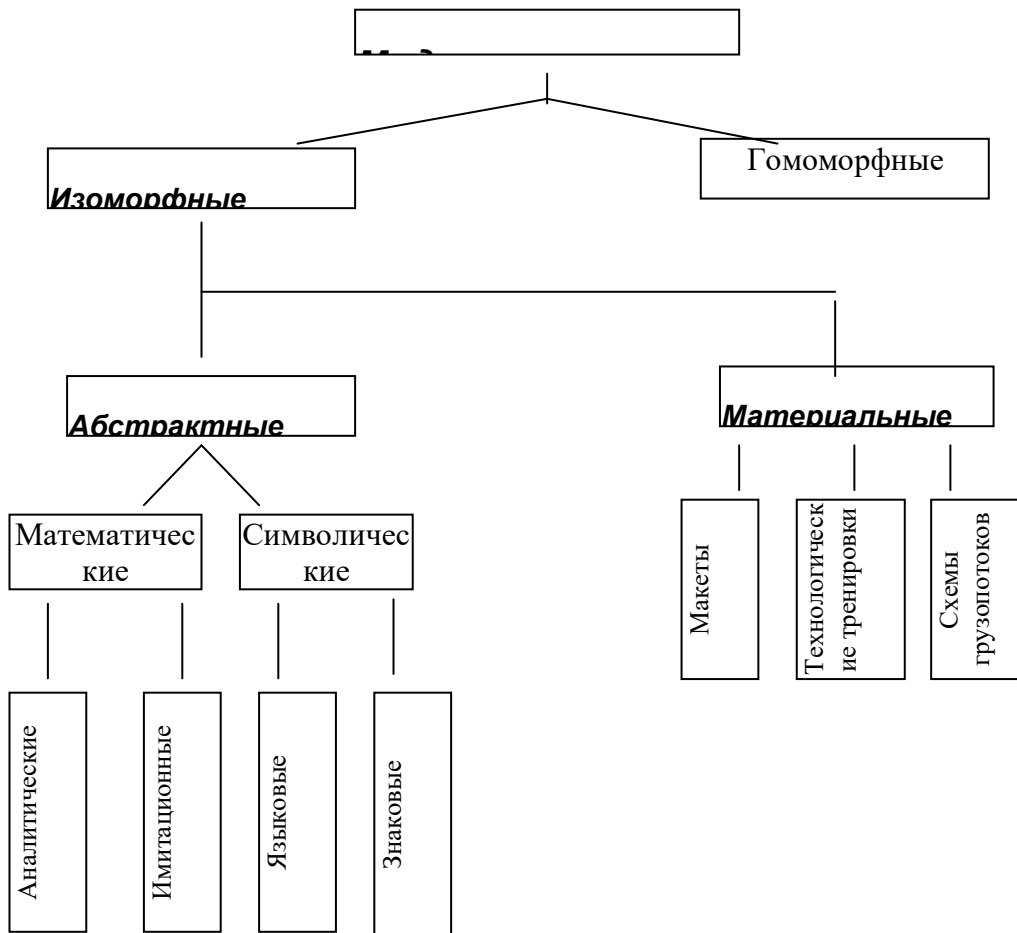 Гомоморфные
Изоморфные
Абстрактные
Материальные
Математичес
кие
Символичес
кие
Макеты
Технологическ
ие тренировки
Схемы
грузопотоков
Аналитические
Имитационные
Языковые
Знаковые